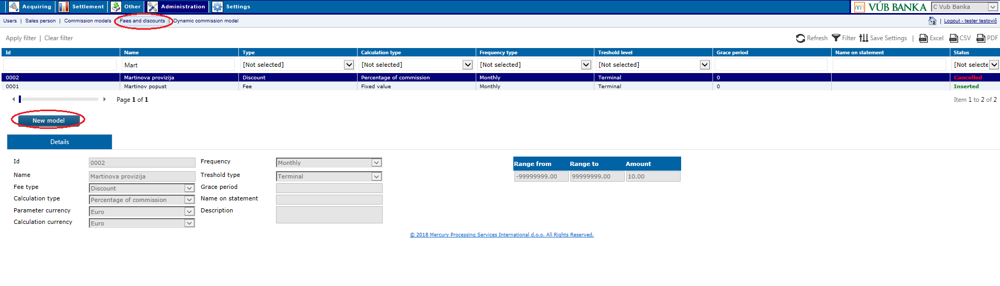 Acquiring Settlement Other Administration Settings VÚB BANKA C Vub Banka
Users | Sales person | Commission models | Fees and discounts | Dynamic commission model | Logout - tester testovič
Apply filter | Clear filter Refresh Filter Save Settings | Excel CSV PDF
Id Name Type Calculation type Frequency type Treshold level Grace period Name on statement Status
Mart [Not selected] [Not selected] [Not selected] [Not selected] [Not selecte
0002 Martinova provizija Discount Percentage of commission Monthly Terminal 0 Cancelled
0001 Martinov popust Fee Fixed value Monthly Terminal 0 Inserted
Page 1 of 1 Item 1 to 2 of 2
New model
Details
Id 0002 Frequency Monthly Range from Range to Amount
Name Martinova provizija Treshold type Terminal -99999999.00 99999999.00 10.00
Fee type Discount Grace period
Calculation type Percentage of commission Name on statement
Parameter currency Euro Description
Calculation currency Euro
© 2018 Mercury Processing Services International d.o.o. All Rights Reserved.